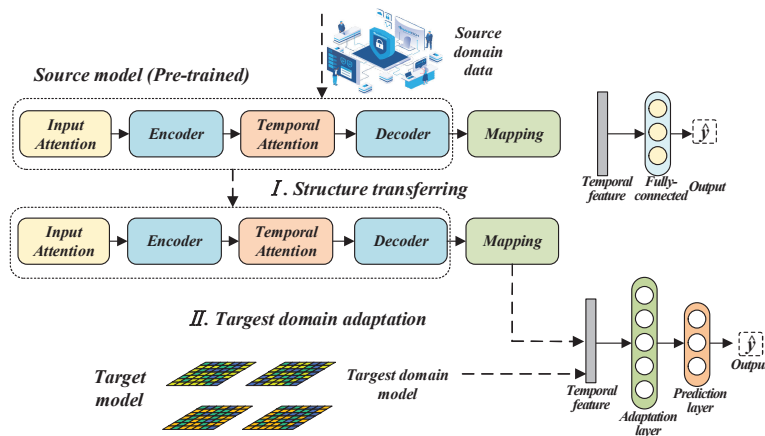 Source
domain
data
Source model (Pre-trained)
Input
Attention
Encoder
Temporal
Attention
Decoder
Mapping
ŷ
Temporal
feature
Fully-
connected
Output
I. Structure transferring
Input
Attention
Encoder
Temporal
Attention
Decoder
Mapping
II. Targest domain adaptation
Target
model
Targest domain
model
ŷ
Output
Temporal
feature
Adaptation
layer
Prediction
layer